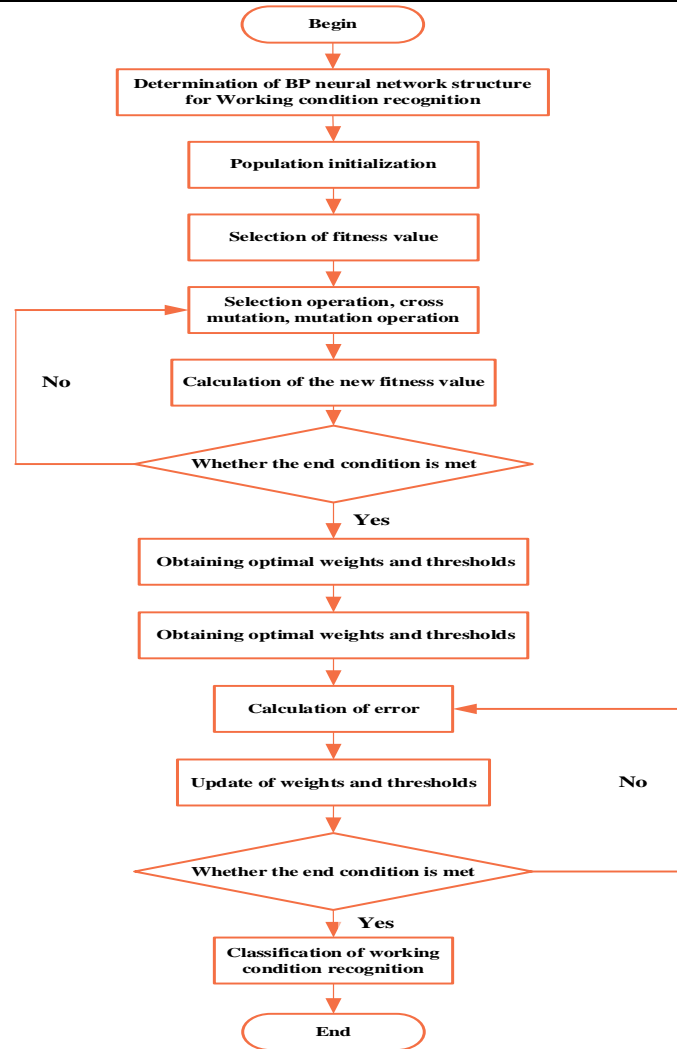 Begin
Determination of BP neural network structure
for Working condition recognition
Population initialization
Selection of fitness value
Selection operation, cross
mutation, mutation operation
No
Calculation of the new fitness value
Whether the end condition is met
Yes
Obtaining optimal weights and thresholds
Obtaining optimal weights and thresholds
Calculation of error
Update of weights and thresholds
No
Whether the end condition is met
Yes
Classification of working
condition recognition
End